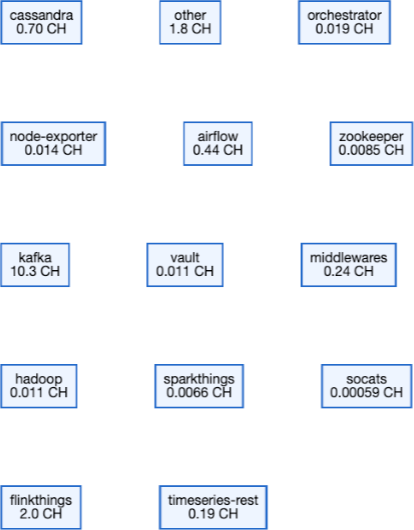 cassandra
0.70 CH
other
1.8 CH
orchestrator
0.019 CH
node-exporter
0.014 CH
airflow
0.44 CH
zookeeper
0.0085 CH
kafka
10.3 CH
vault
0.011 CH
middlewares
0.24 CH
hadoop
0.011 CH
sparkthings
0.0066 CH
socats
0.00059 CH
flinkthings
2.0 CH
timeseries-rest
0.19 CH